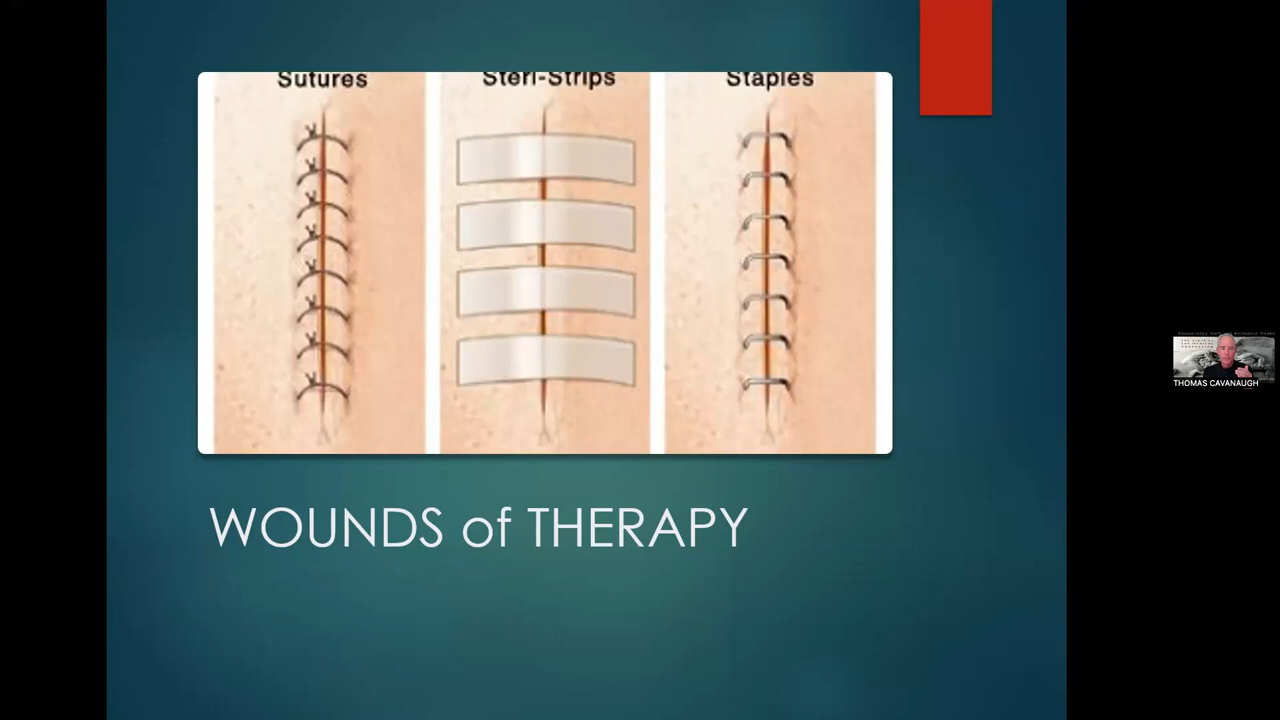 Sutures
Steri-Strips
Staples
WOUNDS of THERAPY
THOMAS CAVANAUGH